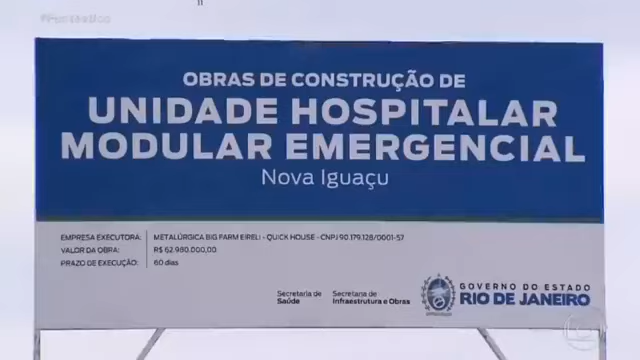 #Fantástico
OBRAS DE CONSTRUÇÃO DE
UNIDADE HOSPITALAR
MODULAR EMERGENCIAL
Nova Iguaçu
EMPRESA EXECUTORA: METALÚRGICA BIG FARM EIRELI - QUICK HOUSE - CNPJ 90.179.128/0001-57
VALOR DA OBRA: R$ 62.980.000,00
PRAZO DE EXECUÇÃO: 60 dias
Secretaria de Saúde
Secretaria de Infraestrutura e Obras
GOVERNO DO ESTADO
RIO DE JANEIRO